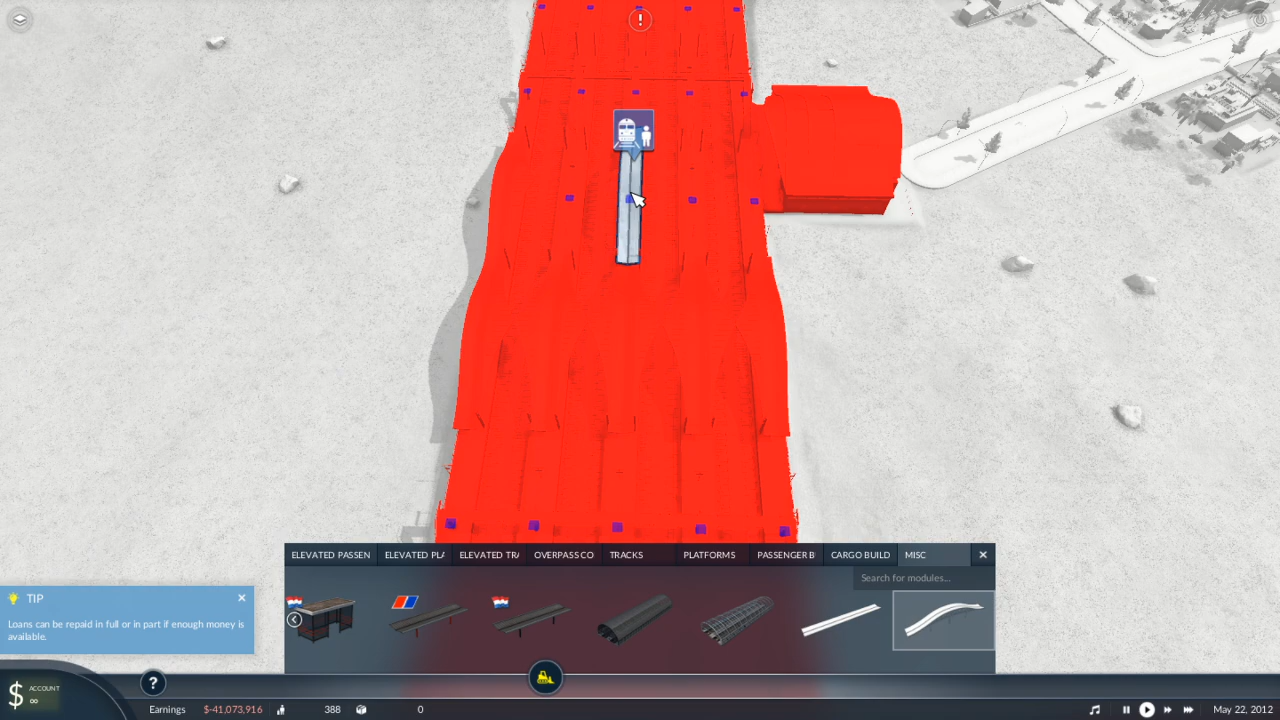 !
ELEVATED PASSEN
ELEVATED PLA
ELEVATED TRA
OVERPASS CO
TRACKS
PLATFORMS
PASSENGER B
CARGO BUILD
MISC
Search for modules...
TIP
Loans can be repaid in full or in part if enough money is
available.
?
$
ACCOUNT
∞
Earnings
$-41,073,916
388
0
May 22, 2012